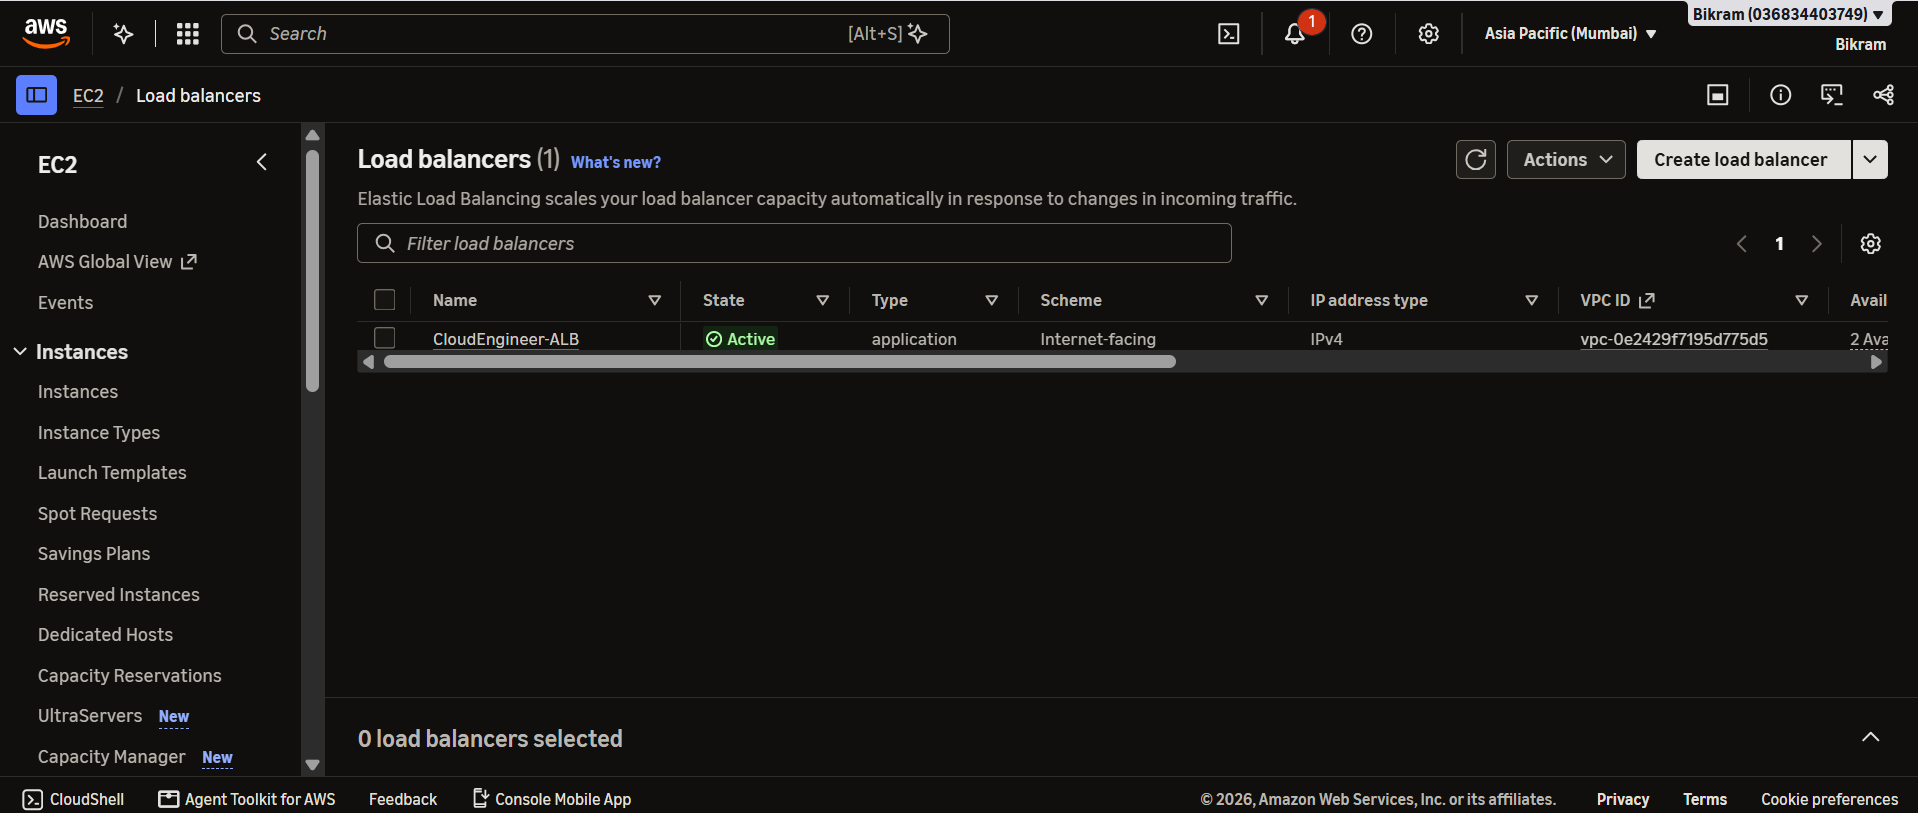 aws
Search [Alt+S]
1
Asia Pacific (Mumbai)
Bikram (036834403749)
Bikram
EC2 / Load balancers
EC2
Dashboard
AWS Global View
Events
Instances
Instances
Instance Types
Launch Templates
Spot Requests
Savings Plans
Reserved Instances
Dedicated Hosts
Capacity Reservations
UltraServers New
Capacity Manager New
Load balancers (1) What's new?
Actions
Create load balancer
Elastic Load Balancing scales your load balancer capacity automatically in response to changes in incoming traffic.
Filter load balancers
1
Name State Type Scheme IP address type VPC ID Avail
CloudEngineer-ALB Active application Internet-facing IPv4 vpc-0e2429f7195d775d5 2 Ava
0 load balancers selected
CloudShell Agent Toolkit for AWS Feedback Console Mobile App © 2026, Amazon Web Services, Inc. or its affiliates. Privacy Terms Cookie preferences